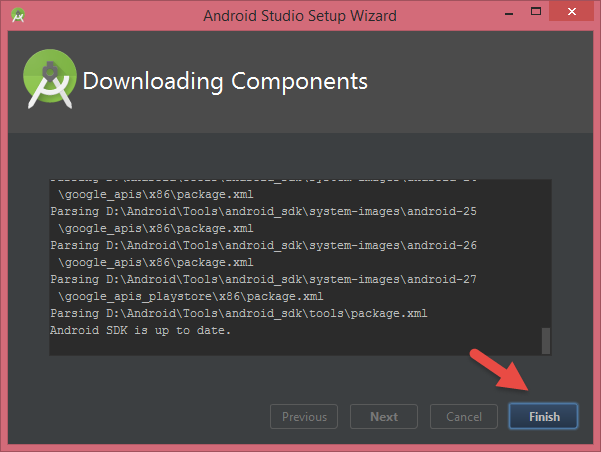 Android Studio Setup Wizard
Downloading Components
\google_apis\x86\package.xml
Parsing D:\Android\Tools\android_sdk\system-images\android-25
\google_apis\x86\package.xml
Parsing D:\Android\Tools\android_sdk\system-images\android-26
\google_apis\x86\package.xml
Parsing D:\Android\Tools\android_sdk\system-images\android-27
\google_apis_playstore\x86\package.xml
Parsing D:\Android\Tools\android_sdk\tools\package.xml
Android SDK is up to date.
Previous Next Cancel Finish